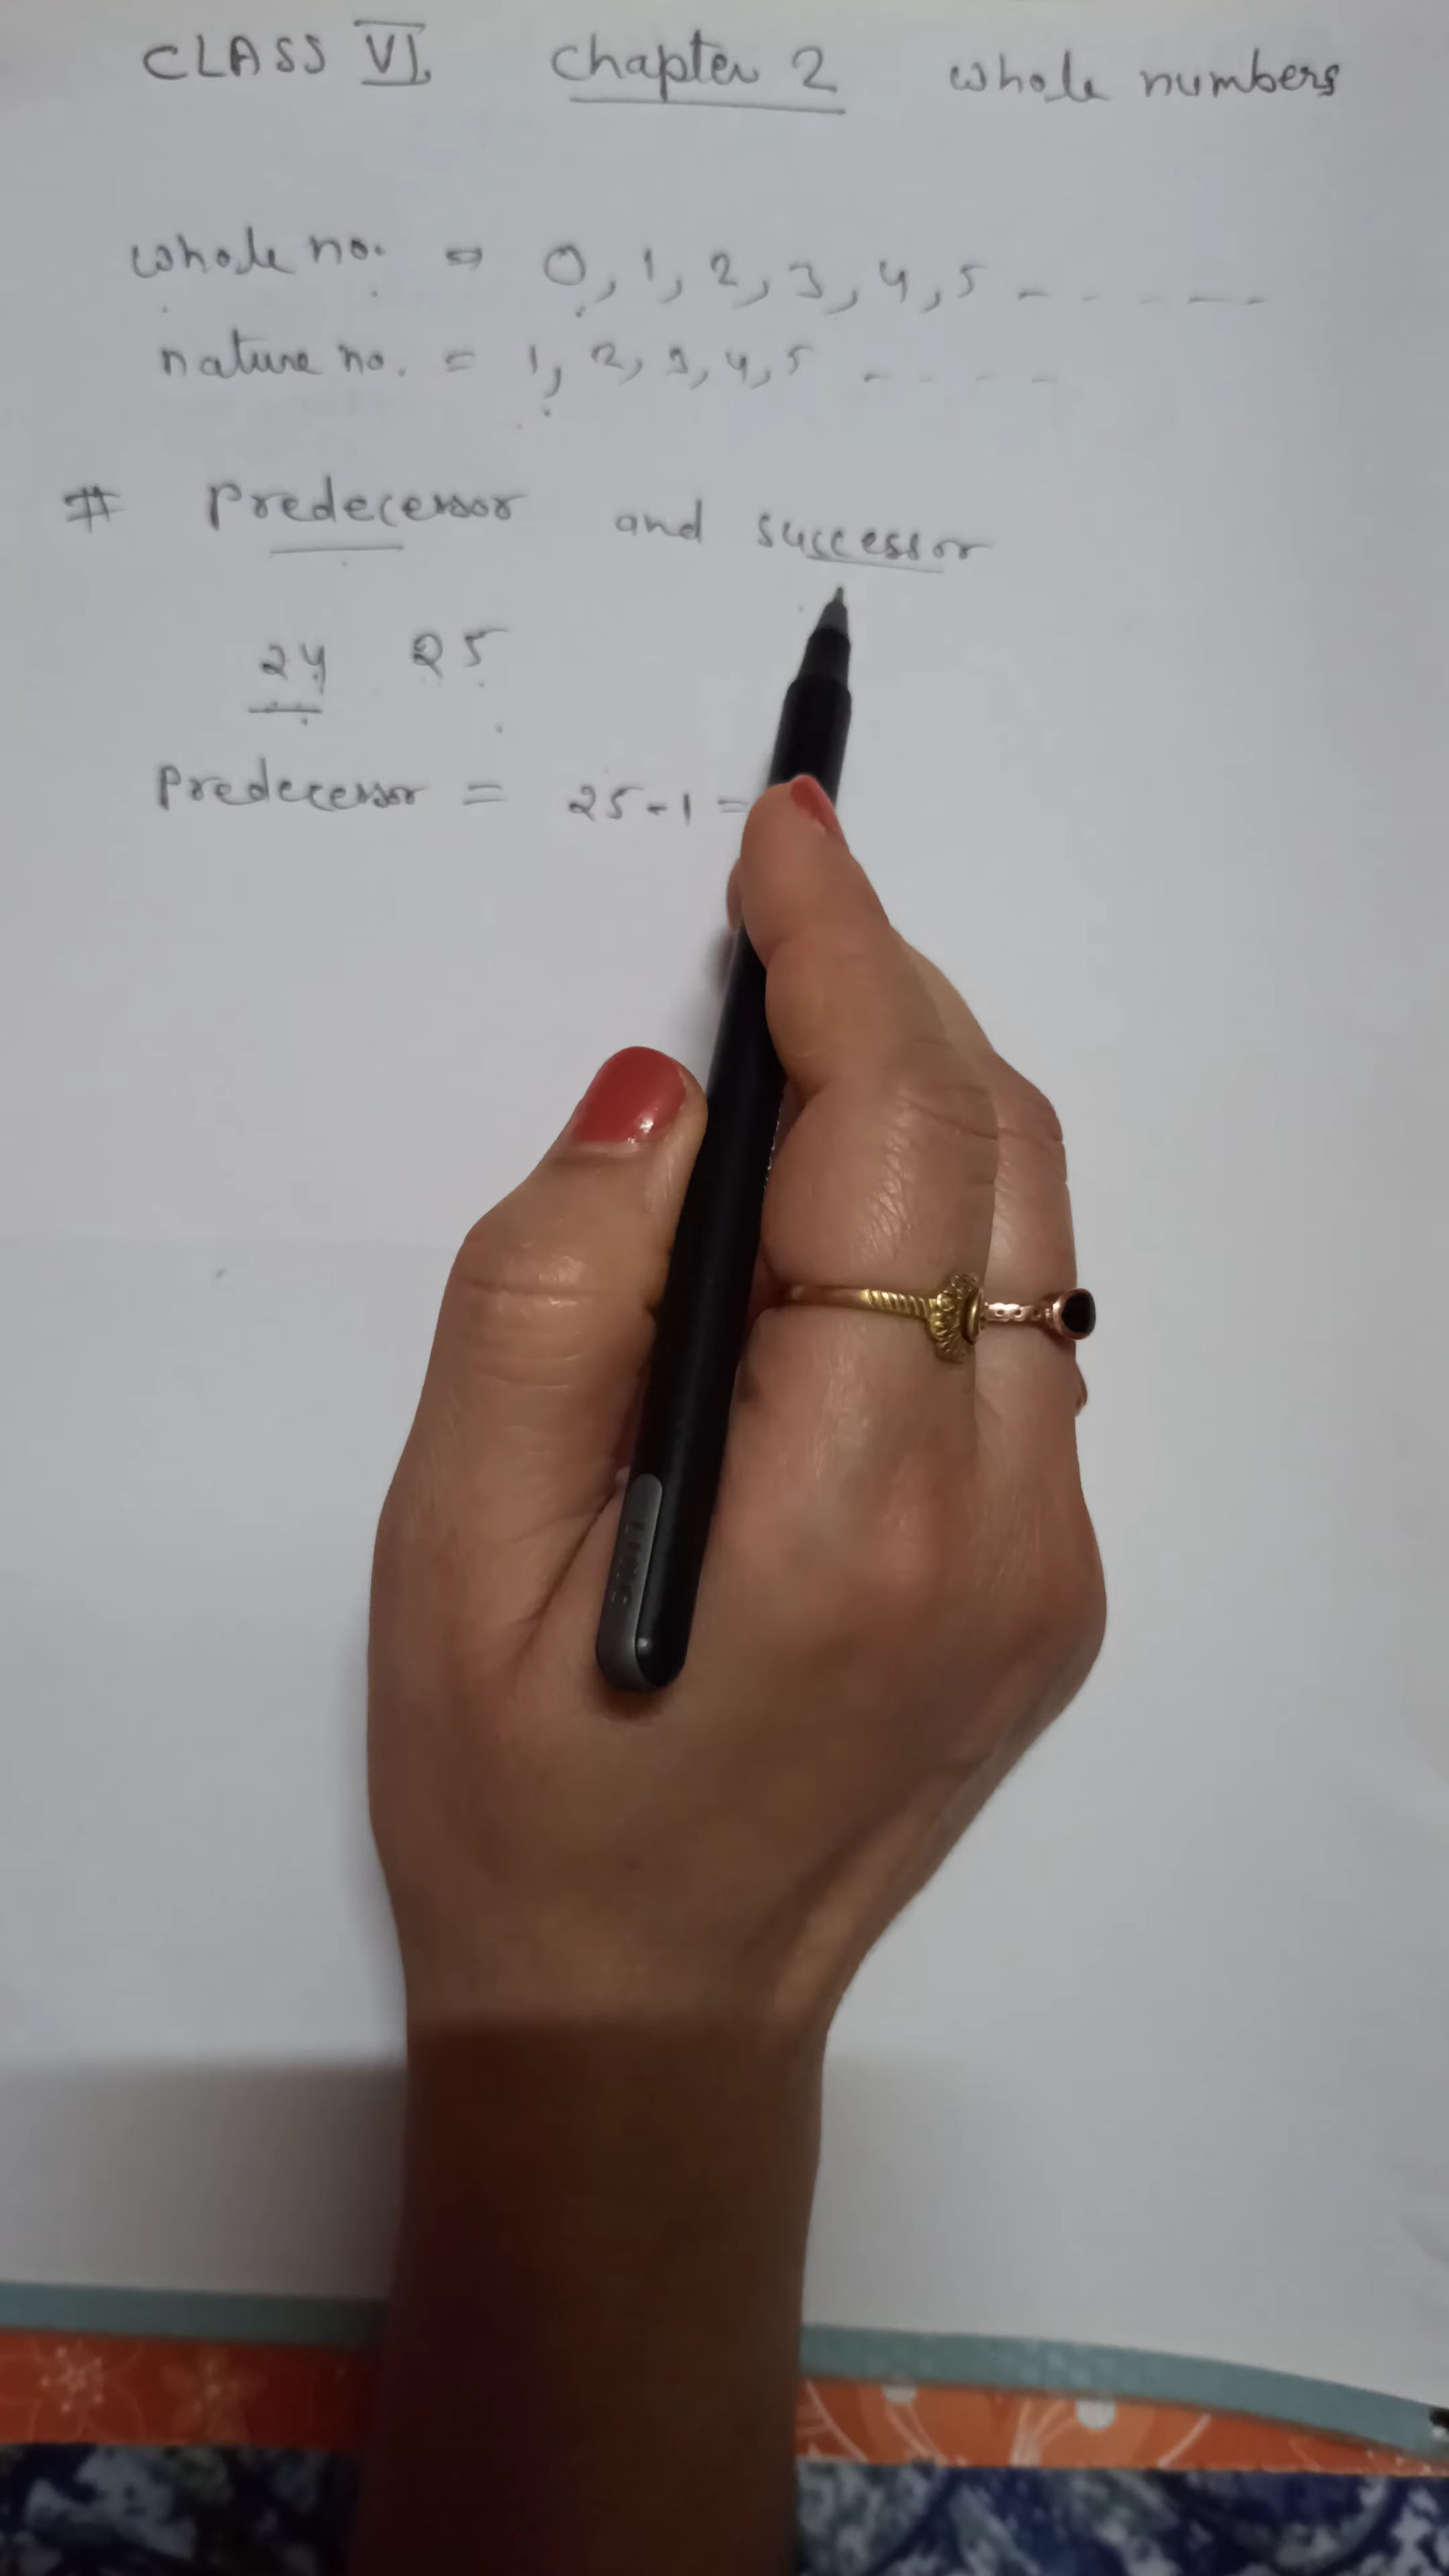 CLASS VI Chapter 2 whole numbers
whole no. = 0, 1, 2, 3, 4, 5 - - - - -
nature no. = 1, 2, 3, 4, 5 - - - -
# Predecessor and successor
24 25
Predecessor = 25-1 =